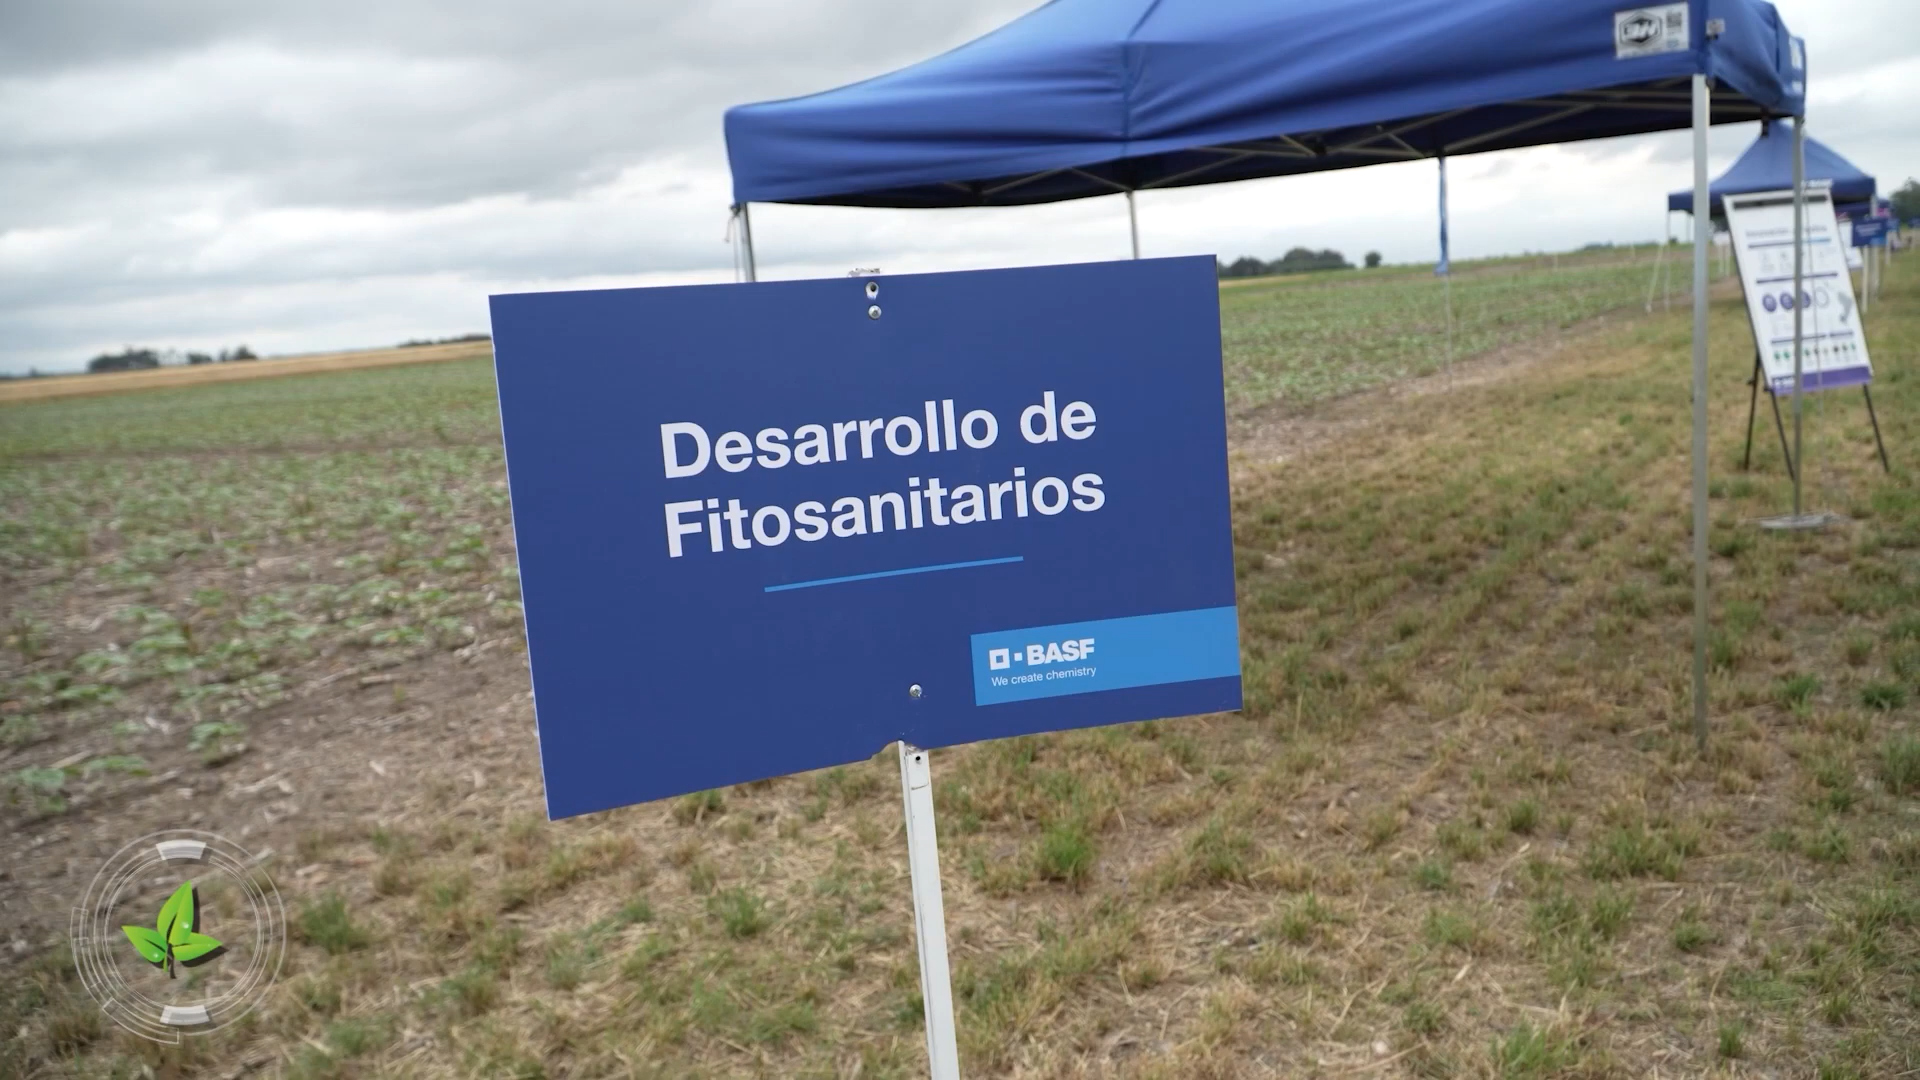 Desarrollo de
Fitosanitarios
BASF
We create chemistry